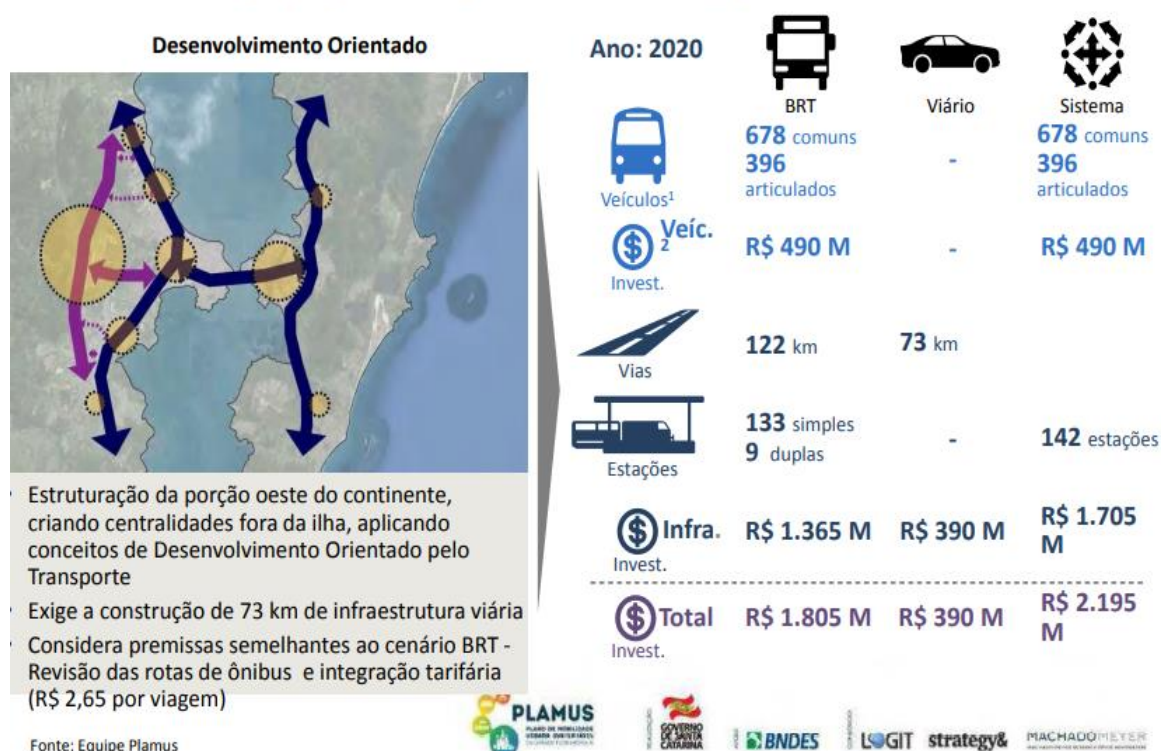 Desenvolvimento Orientado
Estruturação da porção oeste do continente,
criando centralidades fora da ilha, aplicando
conceitos de Desenvolvimento Orientado pelo
Transporte
Exige a construção de 73 km de infraestrutura viária
Considera premissas semelhantes ao cenário BRT -
Revisão das rotas de ônibus e integração tarifária
(R$ 2,65 por viagem)
Fonte: Equipe Plamus
Ano: 2020
BRT
Viário
Sistema
Veículos¹
678 comuns
396
articulados
-
678 comuns
396
articulados
Veíc.
2
Invest.
R$ 490 M
-
R$ 490 M
Vias
122 km
73 km
Estações
133 simples
9 duplas
-
142 estações
Infra.
Invest.
R$ 1.365 M
R$ 390 M
R$ 1.705
M
Total
Invest.
R$ 1.805 M
R$ 390 M
R$ 2.195
M
PLAMUS
GOVERNO
DE SANTA
CATARINA
BNDES
LOGIT
strategy&
MACHADO MEYER